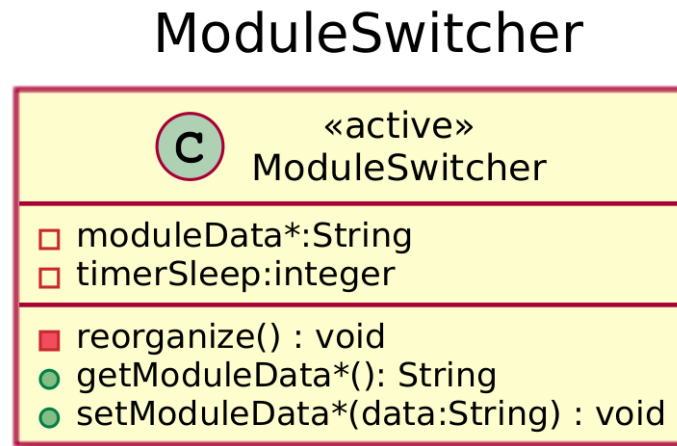 ModuleSwitcher
C
«active»
ModuleSwitcher
moduleData*:String
timerSleep:integer
reorganize() : void
getModuleData*(): String
setModuleData*(data:String) : void